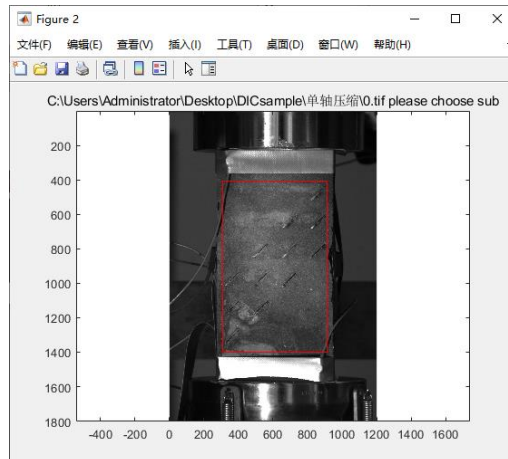 Figure 2
文件(F) 编辑(E) 查看(V) 插入(I) 工具(T) 桌面(D) 窗口(W) 帮助(H)
C:\Users\Administrator\Desktop\DICsample\单轴压缩\0.tif please choose sub
200
400
600
800
1000
1200
1400
1600
1800
-400 -200 0 200 400 600 800 1000 1200 1400 1600